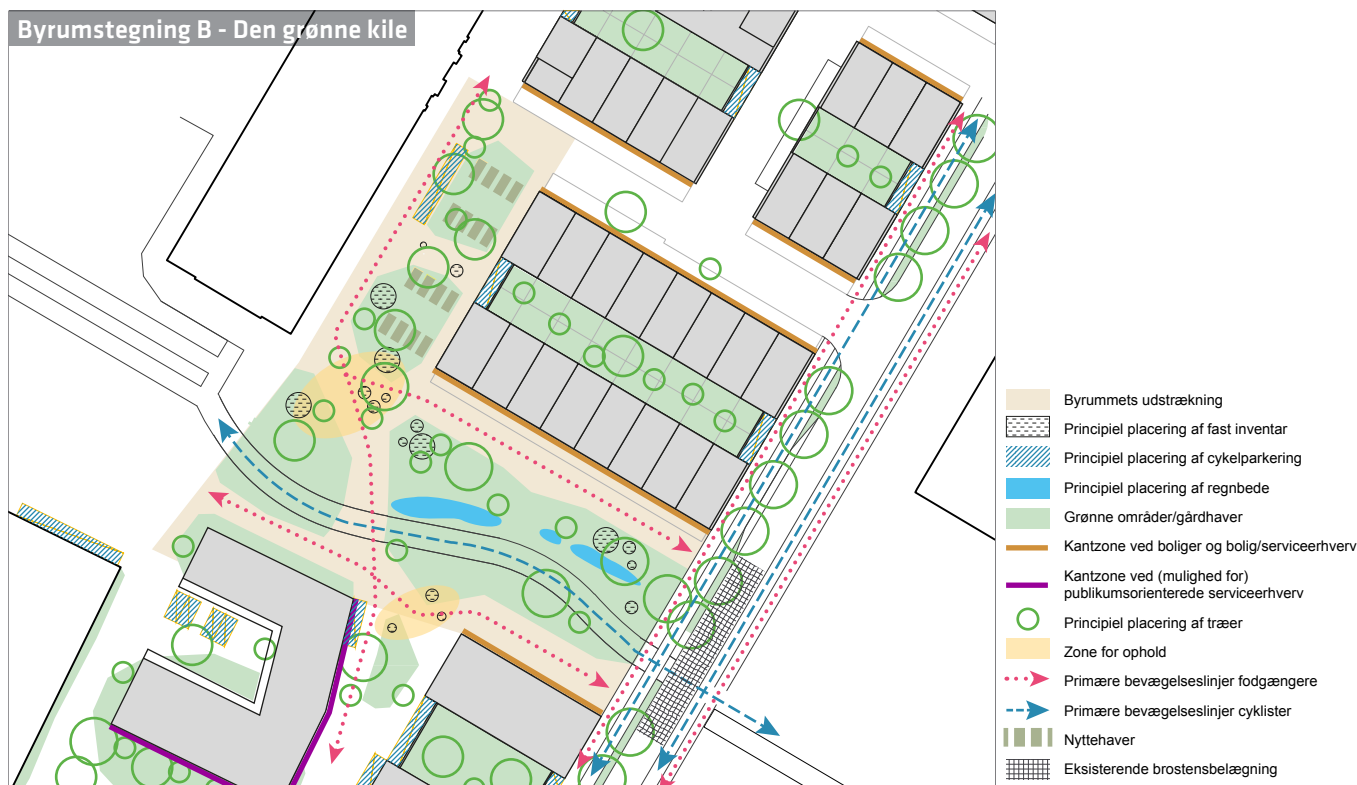 Byrumstegning B - Den grønne kile
Byrummets udstrækning
Principiel placering af fast inventar
Principiel placering af cykelparkering
Principiel placering af regnbede
Grønne områder/gårdhaver
Kantzone ved boliger og bolig/serviceerhverv
Kantzone ved (mulighed for)
publikumsorienterede serviceerhverv
Principiel placering af træer
Zone for ophold
Primære bevægelseslinjer fodgængere
Primære bevægelseslinjer cyklister
Nyttehaver
Eksisterende brostensbelægning